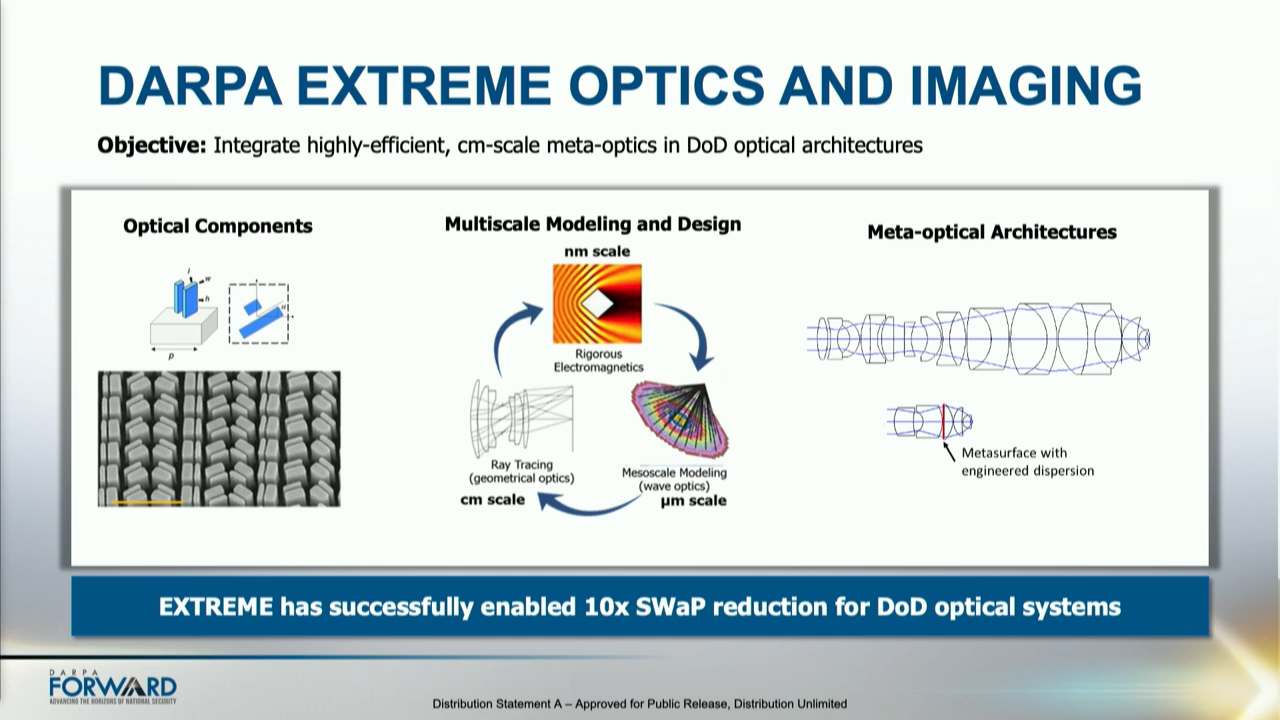 DARPA EXTREME OPTICS AND IMAGING
Objective: Integrate highly-efficient, cm-scale meta-optics in DoD optical architectures
Optical Components
l
w
h
p
α
Multiscale Modeling and Design
nm scale
Rigorous
Electromagnetics
Ray Tracing
(geometrical optics)
cm scale
Mesoscale Modeling
(wave optics)
µm scale
Meta-optical Architectures
Metasurface with
engineered dispersion
EXTREME has successfully enabled 10x SWaP reduction for DoD optical systems
DARPA
FORWARD
ADVANCING THE HORIZONS OF NATIONAL SECURITY
Distribution Statement A – Approved for Public Release, Distribution Unlimited